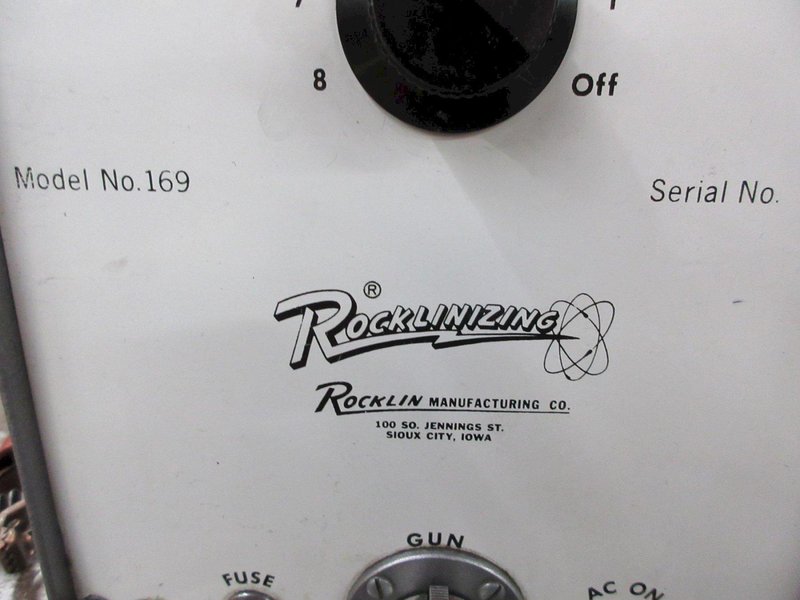 8
Off
Model No.169
Serial No.
ROCKLINIZING®
ROCKLIN MANUFACTURING CO.
100 SO. JENNINGS ST.
SIOUX CITY, IOWA
GUN
FUSE
AC ON